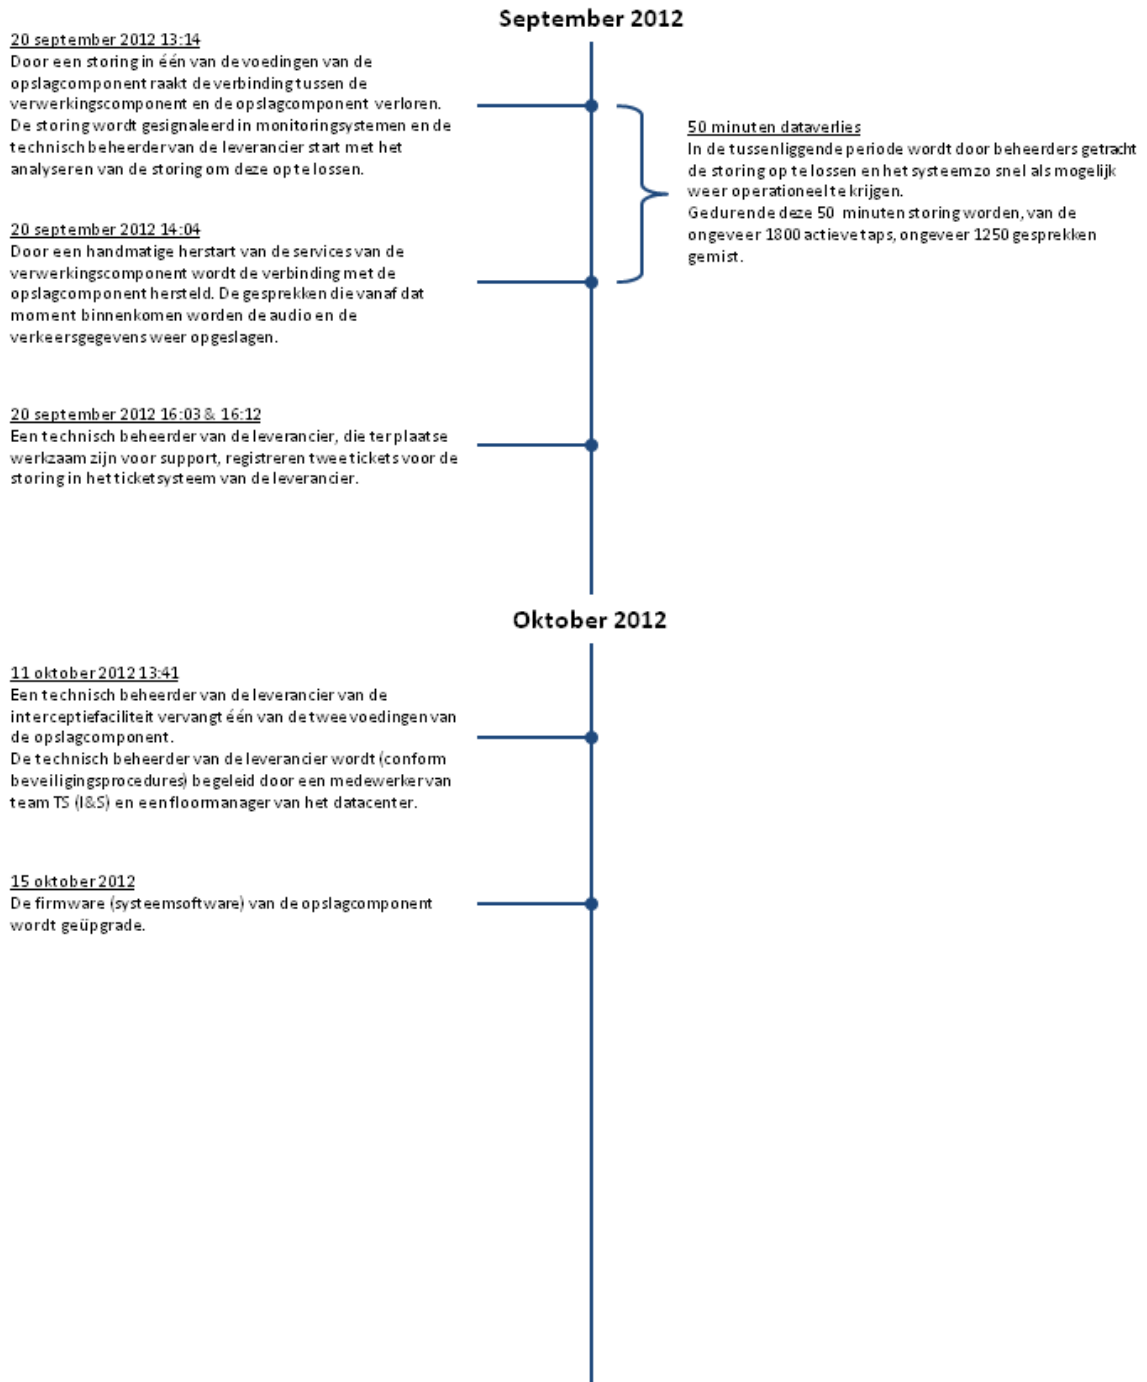 September 2012
20 september 2012 13:14
Door een storing in één van de voedingen van de
opslagcomponent raakt de verbinding tussen de
verwerkingscomponent en de opslagcomponent verloren.
De storing wordt gesignaleerd in monitoringsystemen en de
technisch beheerder van de leverancier start met het
analyseren van de storing om deze op te lossen.
50 minuten dataverlies
In de tussenliggende periode wordt door beheerders getracht
de storing op te lossen en het systeem zo snel als mogelijk
weer operationeel te krijgen.
Gedurende deze 50 minuten storing worden, van de
ongeveer 1800 actieve taps, ongeveer 1250 gesprekken
gemist.
20 september 2012 14:04
Door een handmatige herstart van de services van de
verwerkingscomponent wordt de verbinding met de
opslagcomponent hersteld. De gesprekken die vanaf dat
moment binnenkomen worden de audio en de
verkeersgegevens weer opgeslagen.
20 september 2012 16:03 & 16:12
Een technisch beheerder van de leverancier, die ter plaatse
werkzaam zijn voor support, registreren twee tickets voor de
storing in het ticketsysteem van de leverancier.
Oktober 2012
11 oktober 2012 13:41
Een technisch beheerder van de leverancier van de
interceptiefaciliteit vervangt één van de twee voedingen van
de opslagcomponent.
De technisch beheerder van de leverancier wordt (conform
beveiligingsprocedures) begeleid door een medewerker van
team TS (I&S) en een floormanager van het datacenter.
15 oktober 2012
De firmware (systeemsoftware) van de opslagcomponent
wordt geüpgrade.